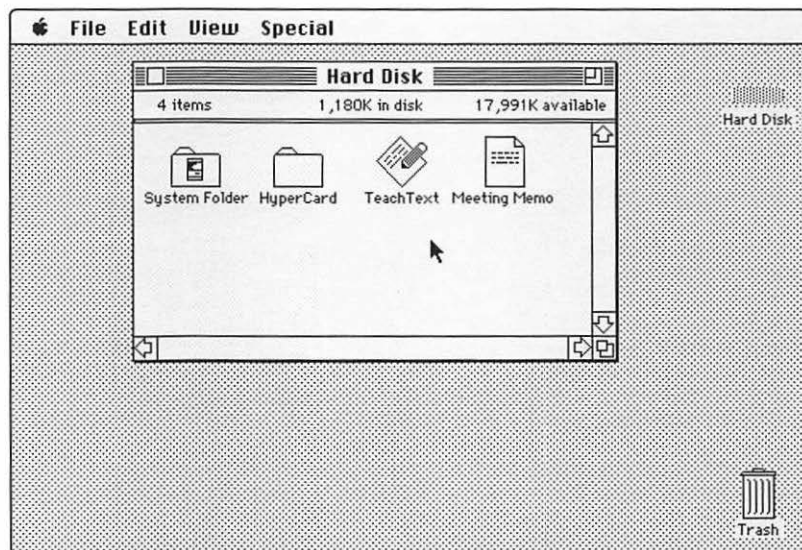 File Edit View Special
Hard Disk
4 items 1,180K in disk 17,991K available
Hard Disk
System Folder HyperCard TeachText Meeting Memo
Trash